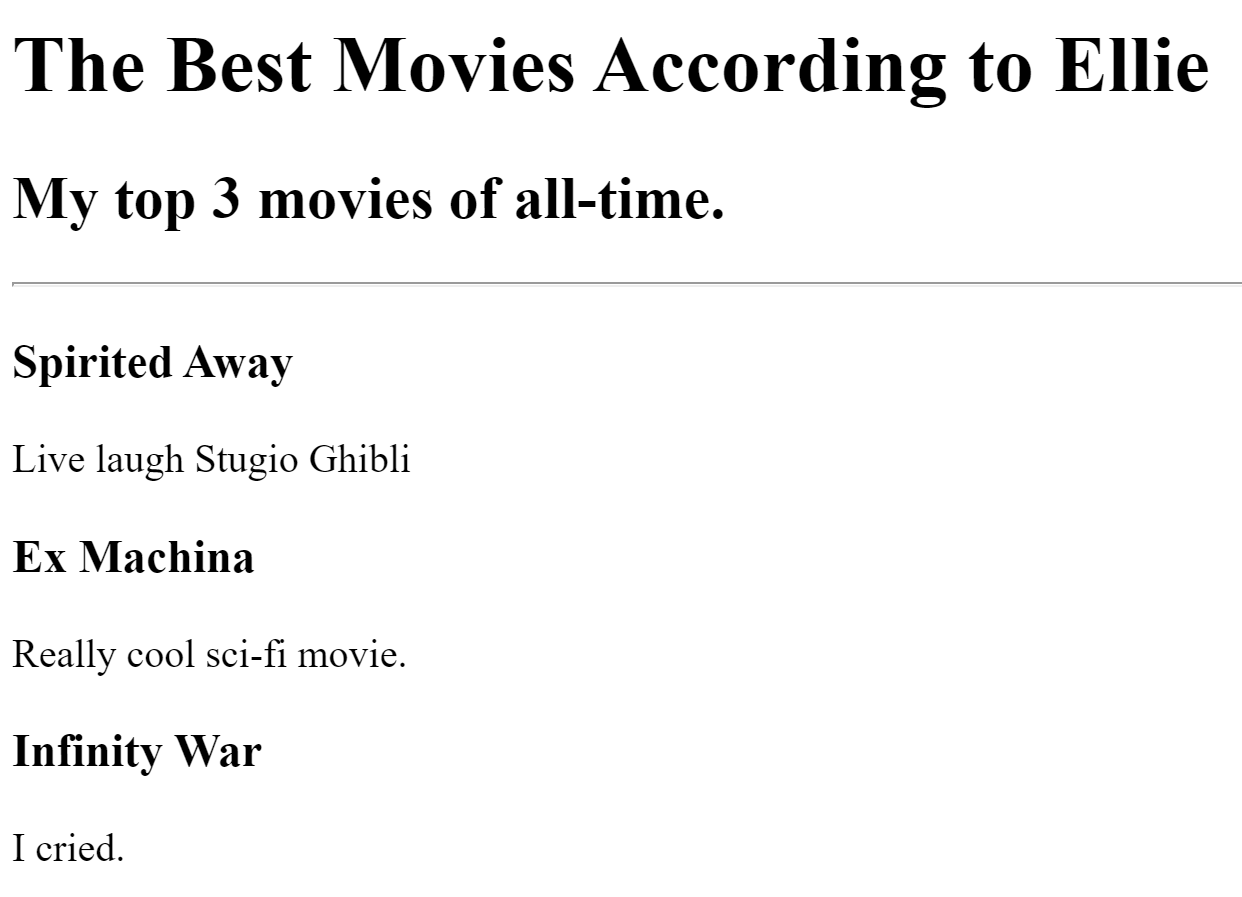 The Best Movies According to Ellie
My top 3 movies of all-time.
Spirited Away
Live laugh Stugio Ghibli
Ex Machina
Really cool sci-fi movie.
Infinity War
I cried.